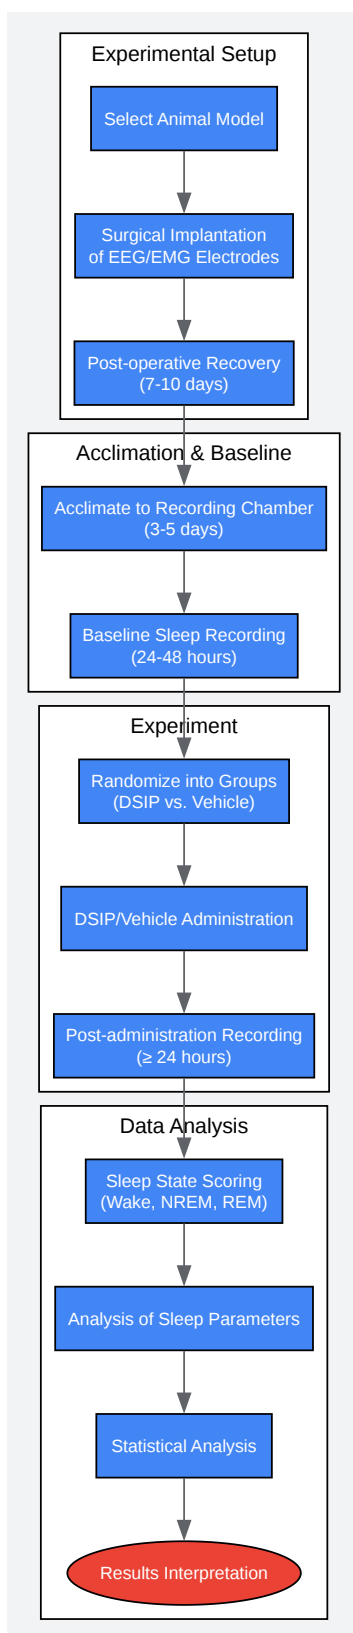 Experimental Setup
Select Animal Model
Surgical Implantation
of EEG/EMG Electrodes
Post-operative Recovery
(7-10 days)
Acclimation & Baseline
Acclimate to Recording Chamber
(3-5 days)
Baseline Sleep Recording
(24-48 hours)
Experiment
Randomize into Groups
(DSIP vs. Vehicle)
DSIP/Vehicle Administration
Post-administration Recording
(≥ 24 hours)
Data Analysis
Sleep State Scoring
(Wake, NREM, REM)
Analysis of Sleep Parameters
Statistical Analysis
Results Interpretation